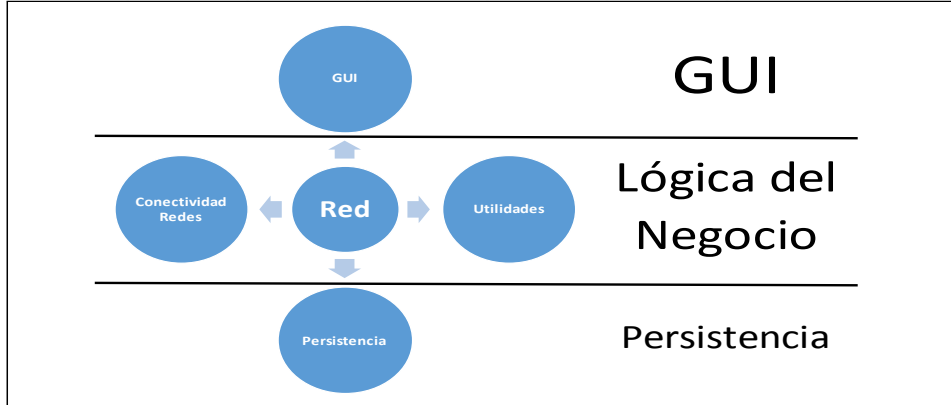 GUI
GUI
Lógica del
Negocio
Conectividad
Redes
Red
Utilidades
Persistencia
Persistencia